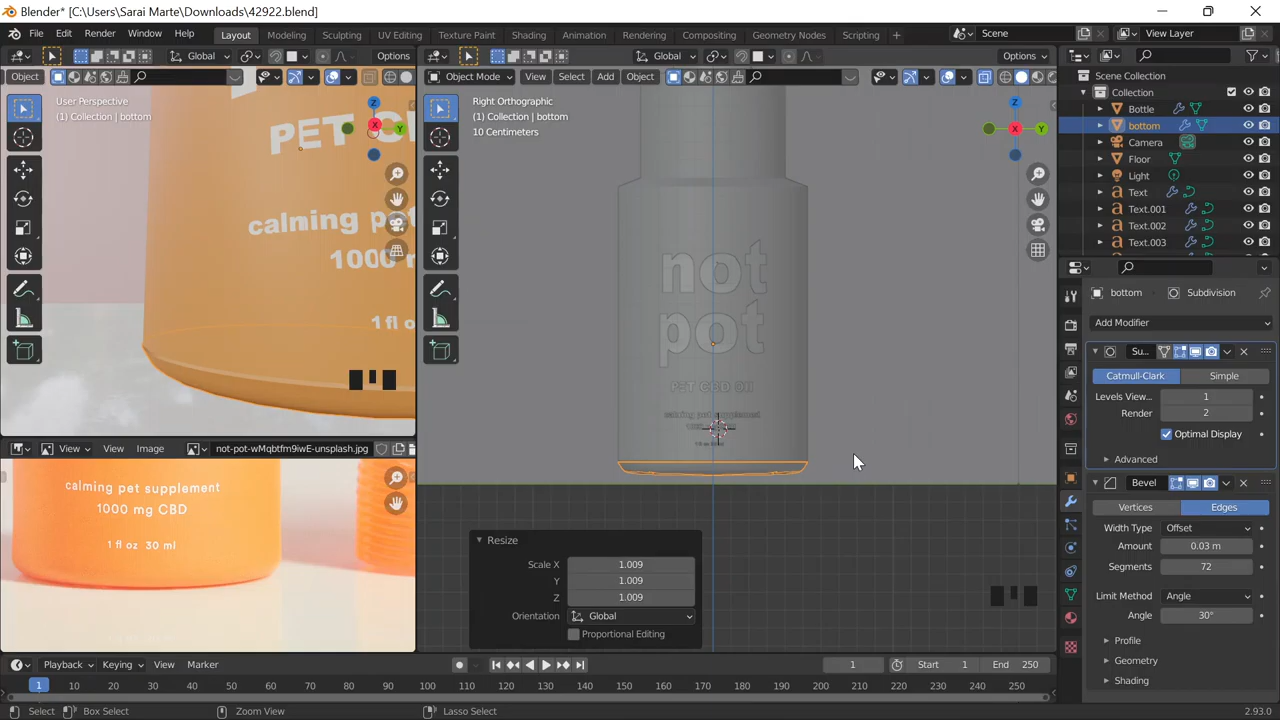 Blender* [C:\Users\Sarai Marte\Downloads\42922.blend]
File Edit Render Window Help
Layout Modeling Sculpting UV Editing Texture Paint Shading Animation Rendering Compositing Geometry Nodes Scripting
Scene View Layer
Global Options
Global Options
Object
Object Mode View Select Add Object
User Perspective
(1) Collection | bottom
Z
X
Y
PET C
calming pet
1000 m
1 fl o
Right Orthographic
(1) Collection | bottom
10 Centimeters
Z
X
Y
not
pot
PET CBD Oil
calming pet supplement
Resize
Scale X 1.009
Y 1.009
Z 1.009
Orientation Global
Proportional Editing
Scene Collection
Collection
Bottle
bottom
Camera
Floor
Light
Text
Text.001
Text.002
Text.003
bottom Subdivision
Add Modifier
Su...
Catmull-Clark Simple
Levels View... 1
Render 2
Optimal Display
Advanced
Bevel
Vertices Edges
Width Type Offset
Amount 0.03 m
Segments 72
Limit Method Angle
Angle 30°
Profile
Geometry
Shading
View View Image not-pot-wMqbtfm9iwE-unsplash.jpg
calming pet supplement
1000 mg CBD
1 fl oz 30 ml
Playback Keying View Marker
1 Start 1 End 250
1 10 20 30 40 50 60 70 80 90 100 110 120 130 140 150 160 170 180 190 200 210 220 230 240 250
Select Box Select Zoom View Lasso Select 2.93.0